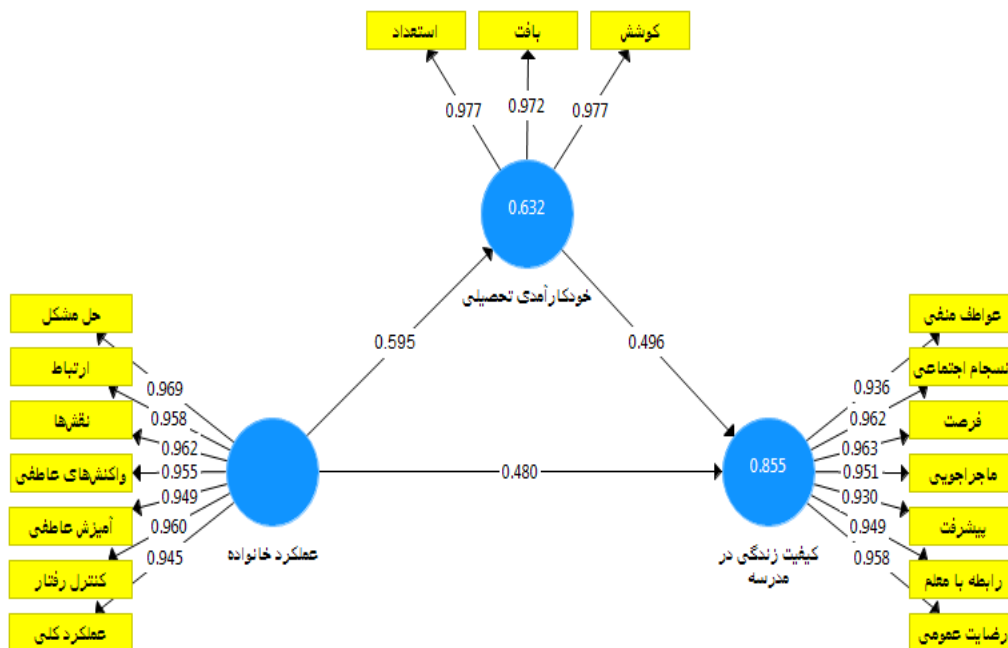 استعداد
بافت
کوشش
0.977
0.972
0.977
0.632
خودکارآمدی تحصیلی
0.595
0.496
حل مشکل
ارتباط
نقش‌ها
واکنش‌های عاطفی
آمیزش عاطفی
کنترل رفتار
عملکرد کلی
0.969
0.958
0.962
0.955
0.949
0.960
0.945
عملکرد خانواده
0.480
0.855
کیفیت زندگی در
مدرسه
0.936
0.962
0.963
0.951
0.930
0.949
0.958
عواطف منفی
نسجام اجتماعی
فرصت
ماجراجویی
پیشرفت
رابطه با معلم
رضایت عمومی